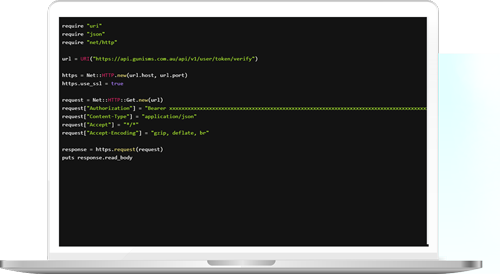 require "uri"
require "json"
require "net/http"
url = URI("https://api.gunisms.com.au/api/v1/user/token/verify")
https = Net::HTTP.new(url.host, url.port)
https.use_ssl = true
request = Net::HTTP::Get.new(url)
request["Authorization"] = "Bearer xxxxxxxxxxxxxxxxxxxxxxxxxxxxxxxxxxxxxxxxxxxxxxxxxxxxxxxxxxxxxxxxxxxxxxxxxxxxxxxxxxxxx
request["Content-Type"] = "application/json"
request["Accept"] = "*/*"
request["Accept-Encoding"] = "gzip, deflate, br"
response = https.request(request)
puts response.read_body